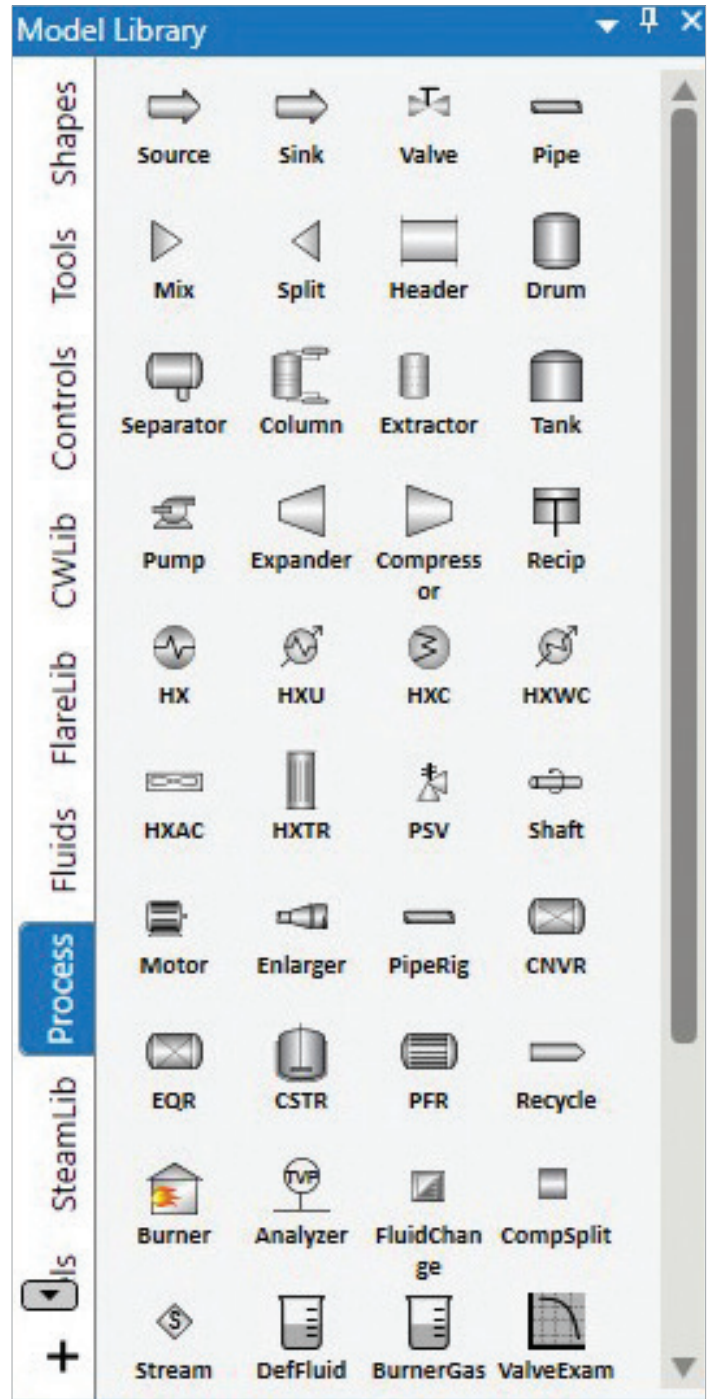 Model Library
Shapes
Tools
Controls
CWLib
FlareLib
Fluids
Process
SteamLib
Source Sink Valve Pipe
Mix Split Header Drum
Separator Column Extractor Tank
Pump Expander Compress
or Recip
HX HXU HXC HXWC
HXAC HXTR PSV Shaft
Motor Enlarger PipeRig CNVR
EQR CSTR PFR Recycle
TVP
Burner Analyzer FluidChan
ge CompSplit
S
Stream DefFluid BurnerGas ValveExam